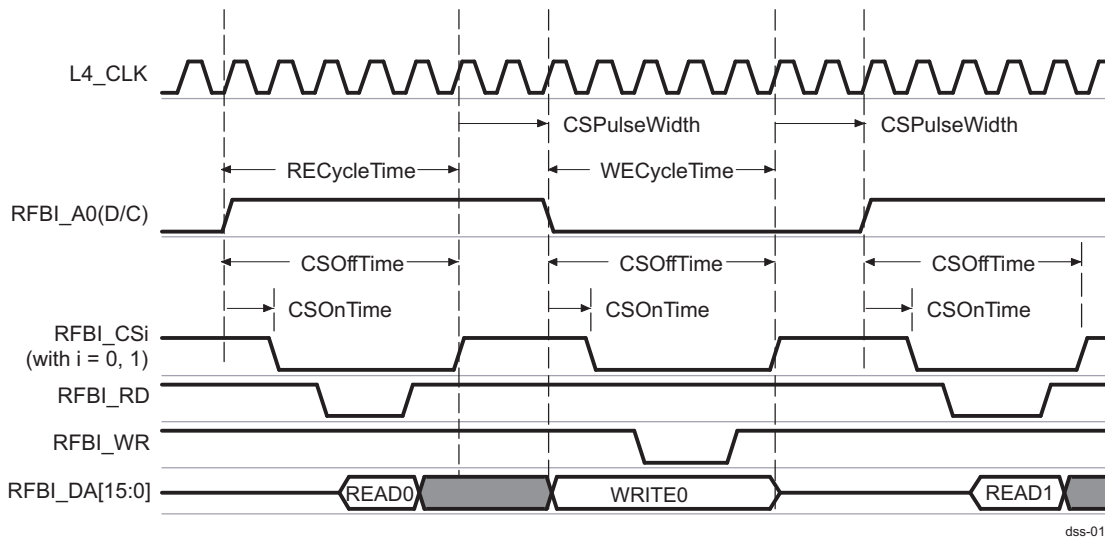 L4_CLK
CSPulseWidth CSPulseWidth
RECycleTime WECycleTime
RFBI_A0(D/C)
CSOffTime CSOffTime CSOffTime
CSOnTime CSOnTime CSOnTime
RFBI_CSi
(with i = 0, 1)
RFBI_RD
RFBI_WR
RFBI_DA[15:0] READ0 WRITE0 READ1
dss-01